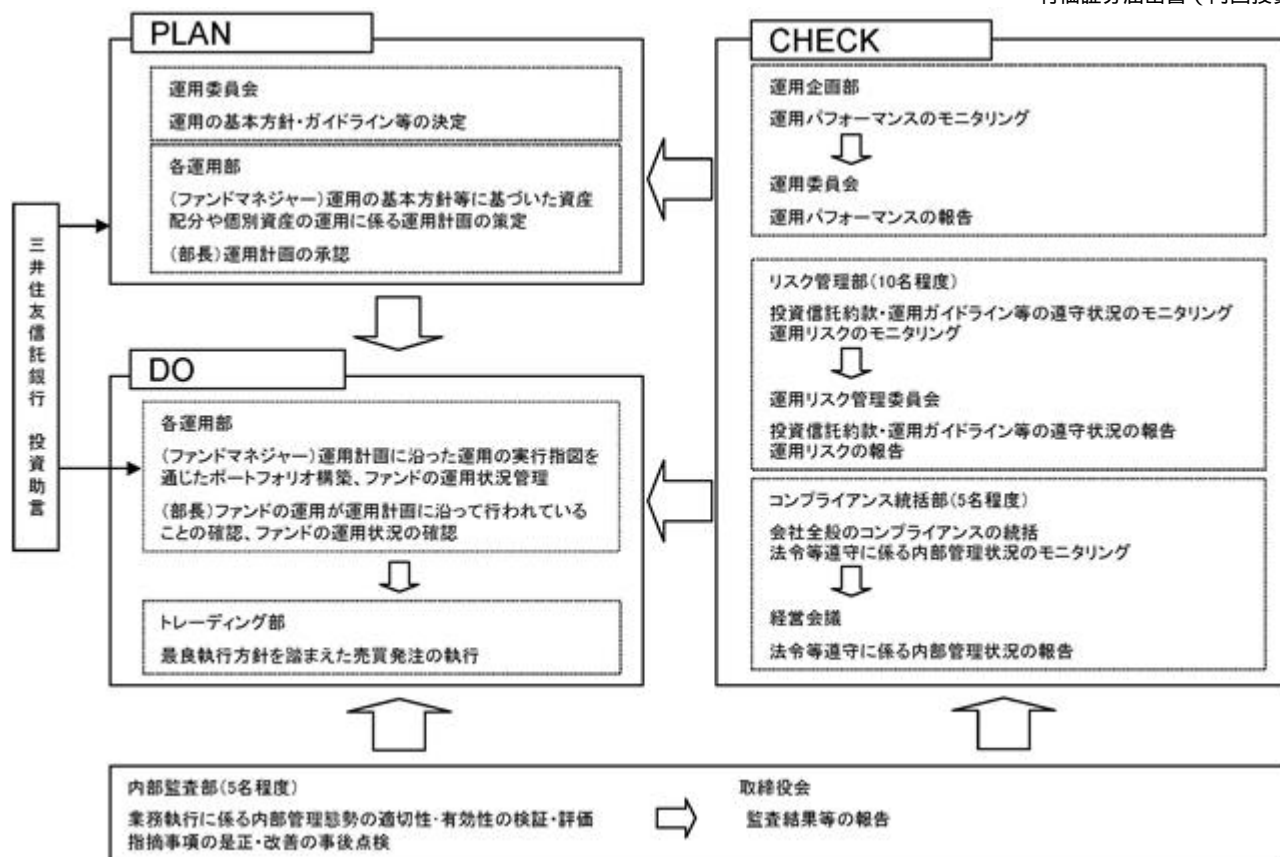 PLAN
運用委員会
運用の基本方針・ガイドライン等の決定
各運用部
(ファンドマネジャー)運用の基本方針等に基づいた資産
配分や個別資産の運用に係る運用計画の策定
(部長)運用計画の承認
三井住友信託銀行 投資助言
DO
各運用部
(ファンドマネジャー)運用計画に沿った運用の実行指図を
通じたポートフォリオ構築、ファンドの運用状況管理
(部長)ファンドの運用が運用計画に沿って行われている
ことの確認、ファンドの運用状況の確認
トレーディング部
最良執行方針を踏まえた売買発注の執行
CHECK
運用企画部
運用パフォーマンスのモニタリング
運用委員会
運用パフォーマンスの報告
リスク管理部(10名程度)
投資信託約款・運用ガイドライン等の遵守状況のモニタリング
運用リスクのモニタリング
運用リスク管理委員会
投資信託約款・運用ガイドライン等の遵守状況の報告
運用リスクの報告
コンプライアンス統括部(5名程度)
会社全般のコンプライアンスの統括
法令等遵守に係る内部管理状況のモニタリング
経営会議
法令等遵守に係る内部管理状況の報告
内部監査部(5名程度)
業務執行に係る内部管理態勢の適切性・有効性の検証・評価
指摘事項の是正・改善の事後点検
取締役会
監査結果等の報告